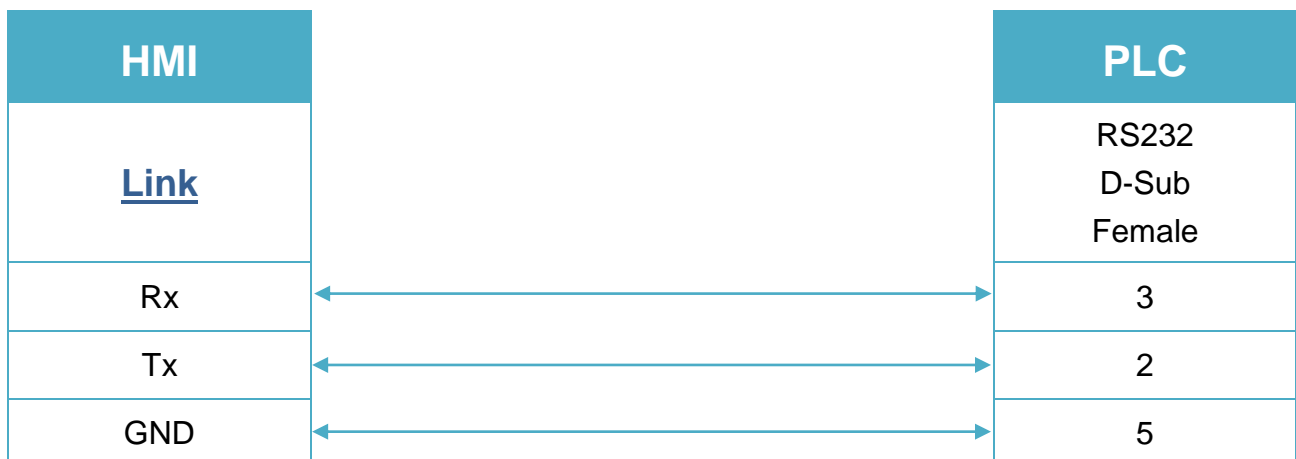 HMI
PLC
Link
RS232
D-Sub
Female
Rx
3
Tx
2
GND
5